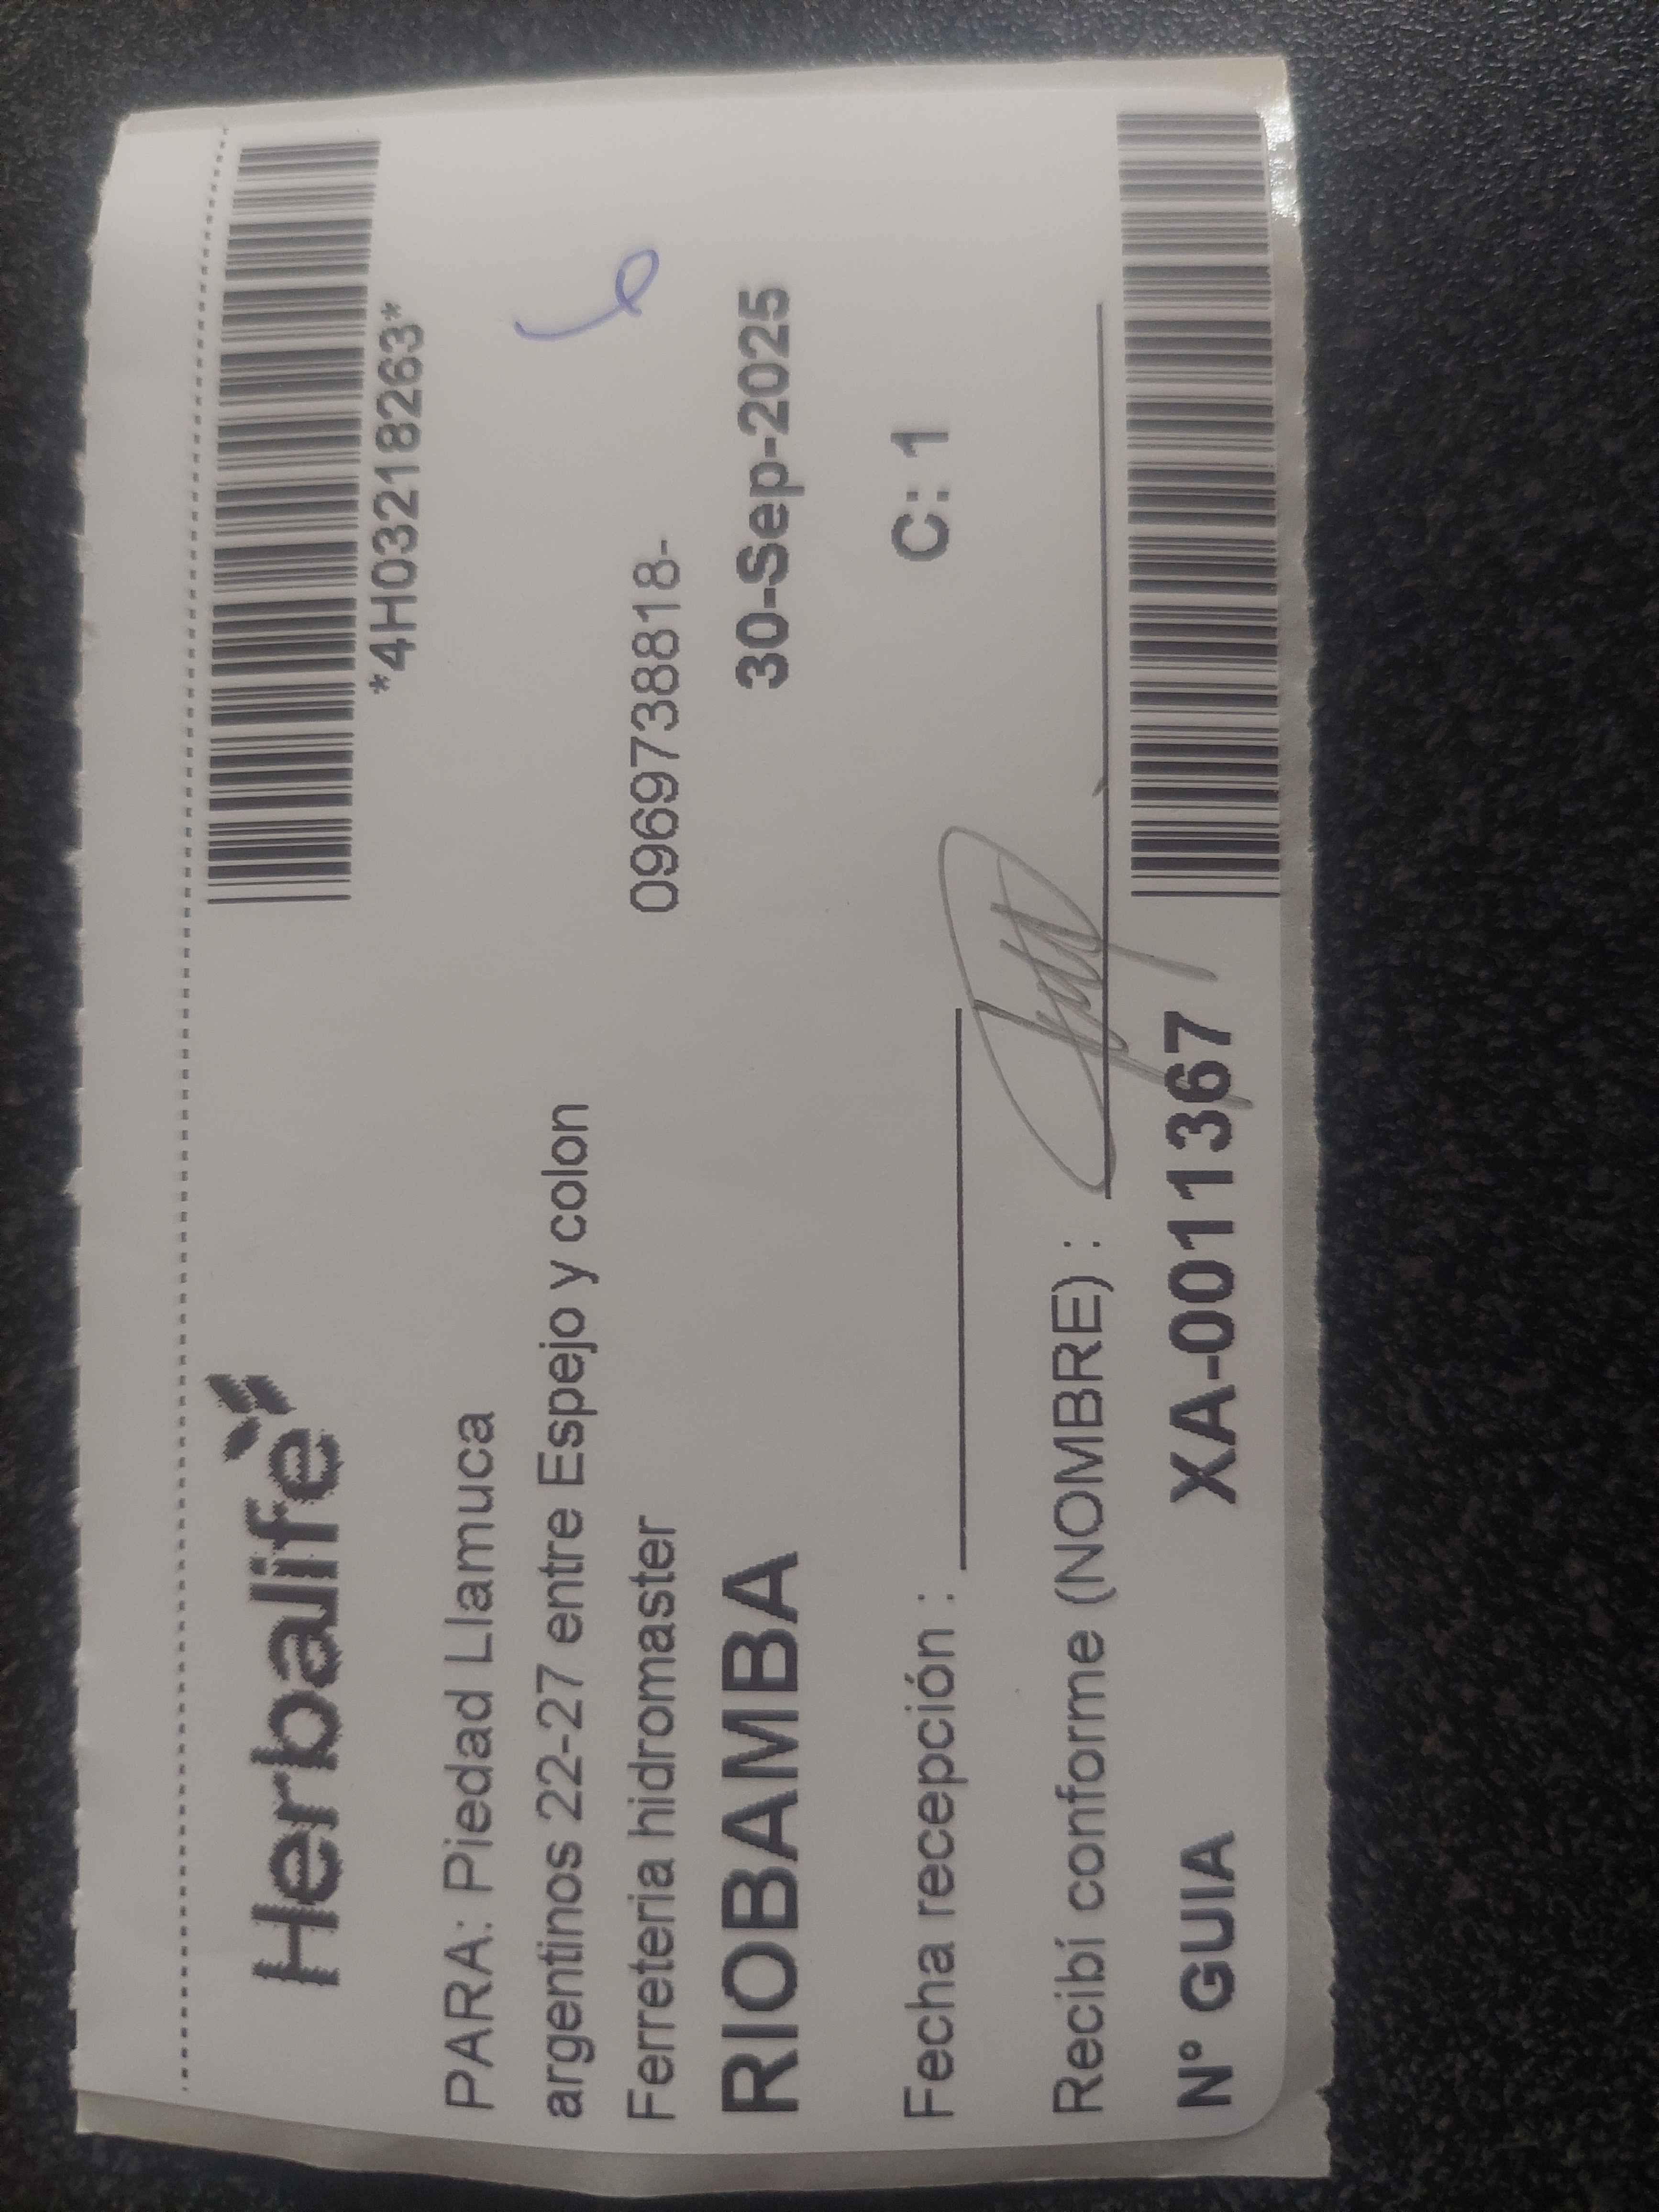 Herbalife
*4H03218263*
PARA: Piedad Llamuca
argentinos 22-27 entre Espejo y colon
Ferreteria hidromaster 0969738818-
RIOBAMBA 30-Sep-2025
Fecha recepción : C: 1
Recibí conforme (NOMBRE) :
N° GUIA XA-0011367